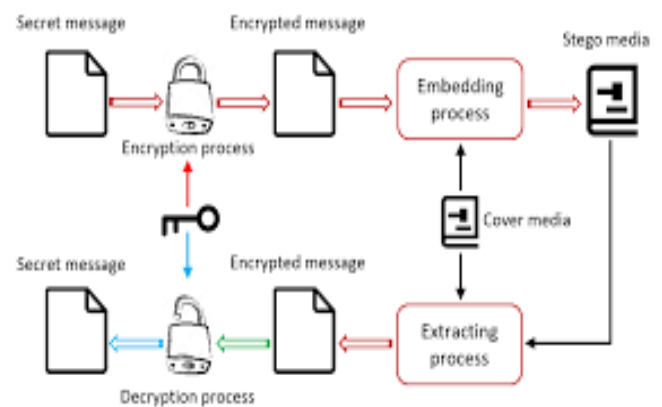 Secret message
Encrypted message
Stego media
Embedding
process
Encryption process
Cover media
Secret message
Encrypted message
Extracting
process
Decryption process